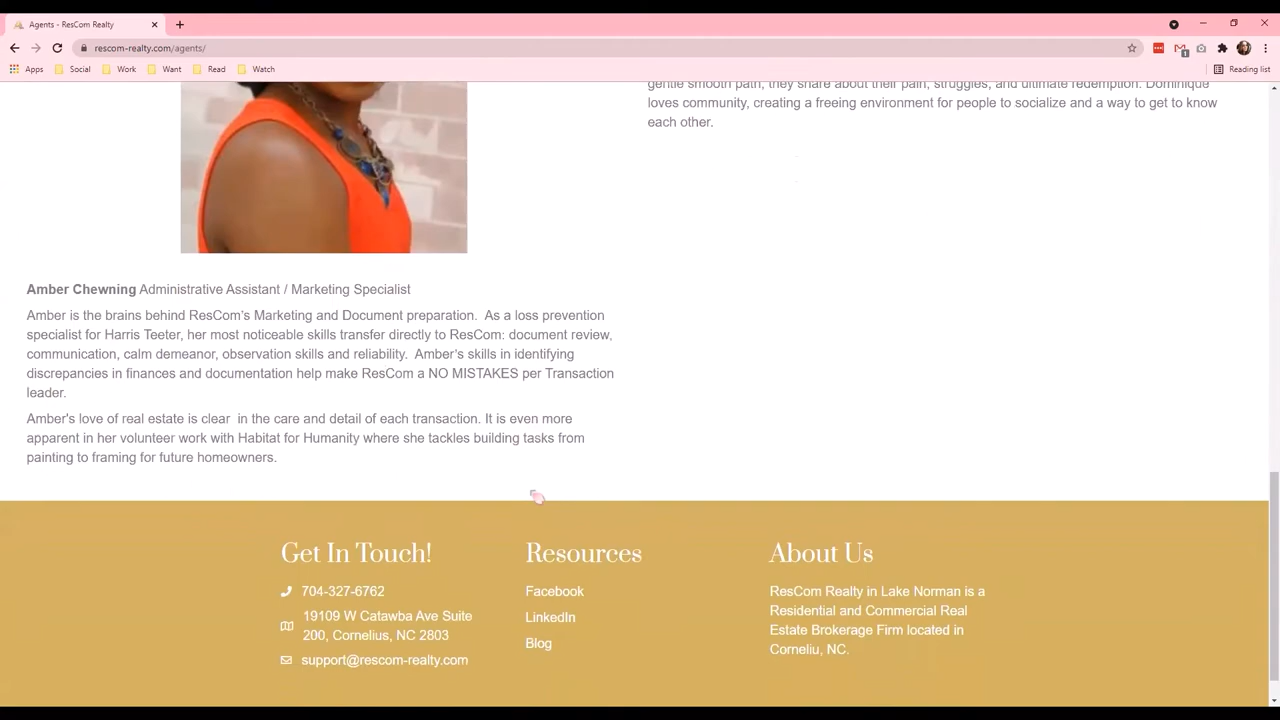 Agents - ResCom Realty
rescom-realty.com/agents/
Apps Social Work Want Read Watch Reading list
gentle smooth path, they share about their pain, struggles, and ultimate redemption. Dominique
loves community, creating a freeing environment for people to socialize and a way to get to know
each other.
Amber Chewning Administrative Assistant / Marketing Specialist
Amber is the brains behind ResCom's Marketing and Document preparation. As a loss prevention
specialist for Harris Teeter, her most noticeable skills transfer directly to ResCom: document review,
communication, calm demeanor, observation skills and reliability. Amber's skills in identifying
discrepancies in finances and documentation help make ResCom a NO MISTAKES per Transaction
leader.
Amber's love of real estate is clear in the care and detail of each transaction. It is even more
apparent in her volunteer work with Habitat for Humanity where she tackles building tasks from
painting to framing for future homeowners.
Get In Touch!
704-327-6762
19109 W Catawba Ave Suite
200, Cornelius, NC 2803
support@rescom-realty.com
Resources
Facebook
LinkedIn
Blog
About Us
ResCom Realty in Lake Norman is a
Residential and Commercial Real
Estate Brokerage Firm located in
Corneliu, NC.